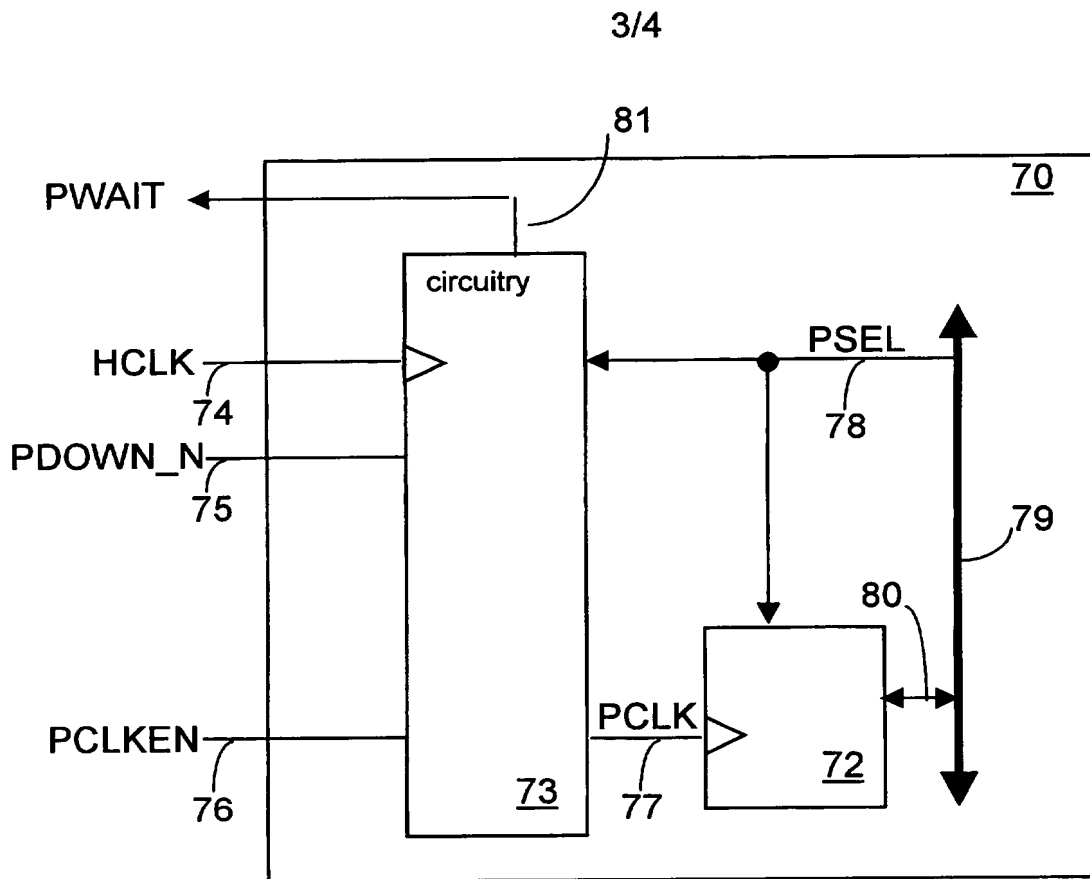 3/4
81
PWAIT
70
circuitry
HCLK
PSEL
74
78
PDOWN_N
75
79
80
PCLKEN
PCLK
76
73
77
72